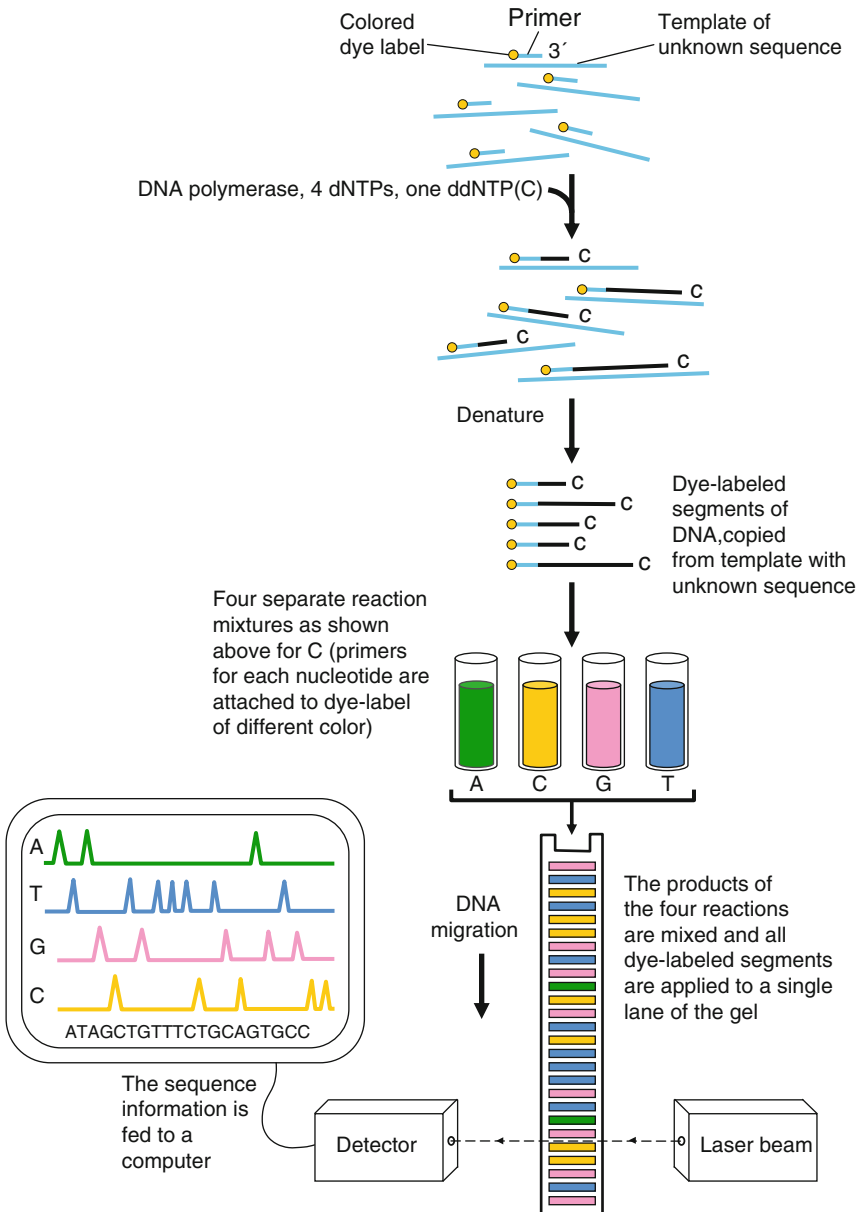 Colored
dye label
Primer
3´
Template of
unknown sequence
DNA polymerase, 4 dNTPs, one ddNTP(C)
C
C
C
C
C
Denature
C
C
C
C
C
Dye-labeled
segments of
DNA,copied
from template with
unknown sequence
Four separate reaction
mixtures as shown
above for C (primers
for each nucleotide are
attached to dye-label
of different color)
A C G T
A
T
G
C
ATAGCTGTTTCTGCAGTGCC
DNA
migration
The products of
the four reactions
are mixed and all
dye-labeled segments
are applied to a single
lane of the gel
The sequence
information is
fed to a
computer
Detector
Laser beam